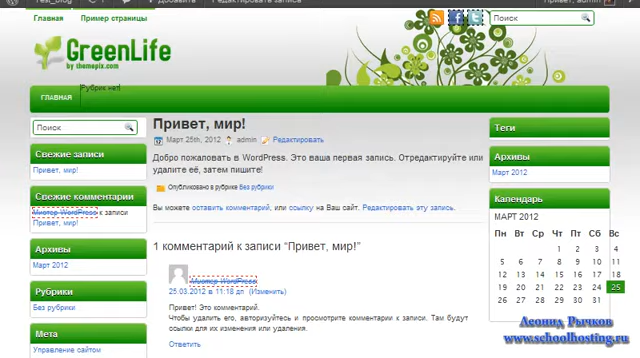 Test_blog Добавить Редактировать запись Привет, admin
Главная Пример страницы
Поиск
GreenLife
by themepix.com
ГЛАВНАЯ Рубрик нет!
Поиск
Свежие записи
Привет, мир!
Свежие комментарии
Мистер WordPress к записи
Привет, мир!
Архивы
Март 2012
Рубрики
Без рубрики
Мета
Управление сайтом
Привет, мир!
Март 25th, 2012 admin Редактировать
Добро пожаловать в WordPress. Это ваша первая запись. Отредактируйте или
удалите её, затем пишите!
Опубликовано в рубрике Без рубрики
Вы можете оставить комментарий, или ссылку на Ваш сайт. Редактировать эту запись.
1 комментарий к записи “Привет, мир!”
Мистер WordPress:
25.03.2012 в 11:18 дп (Изменить)
Привет! Это комментарий.
Чтобы удалить его, авторизуйтесь и просмотрите комментарии к записи. Там будут
ссылки для их изменения или удаления.
Ответить
Теги
Архивы
Март 2012
Календарь
МАРТ 2012
Пн Вт Ср Чт Пт Сб Вс
1 2 3 4
5 6 7 8 9 10 11
12 13 14 15 16 17 18
19 20 21 22 23 24 25
26 27 28 29 30 31
Леонид Рычков
www.schoolhosting.ru